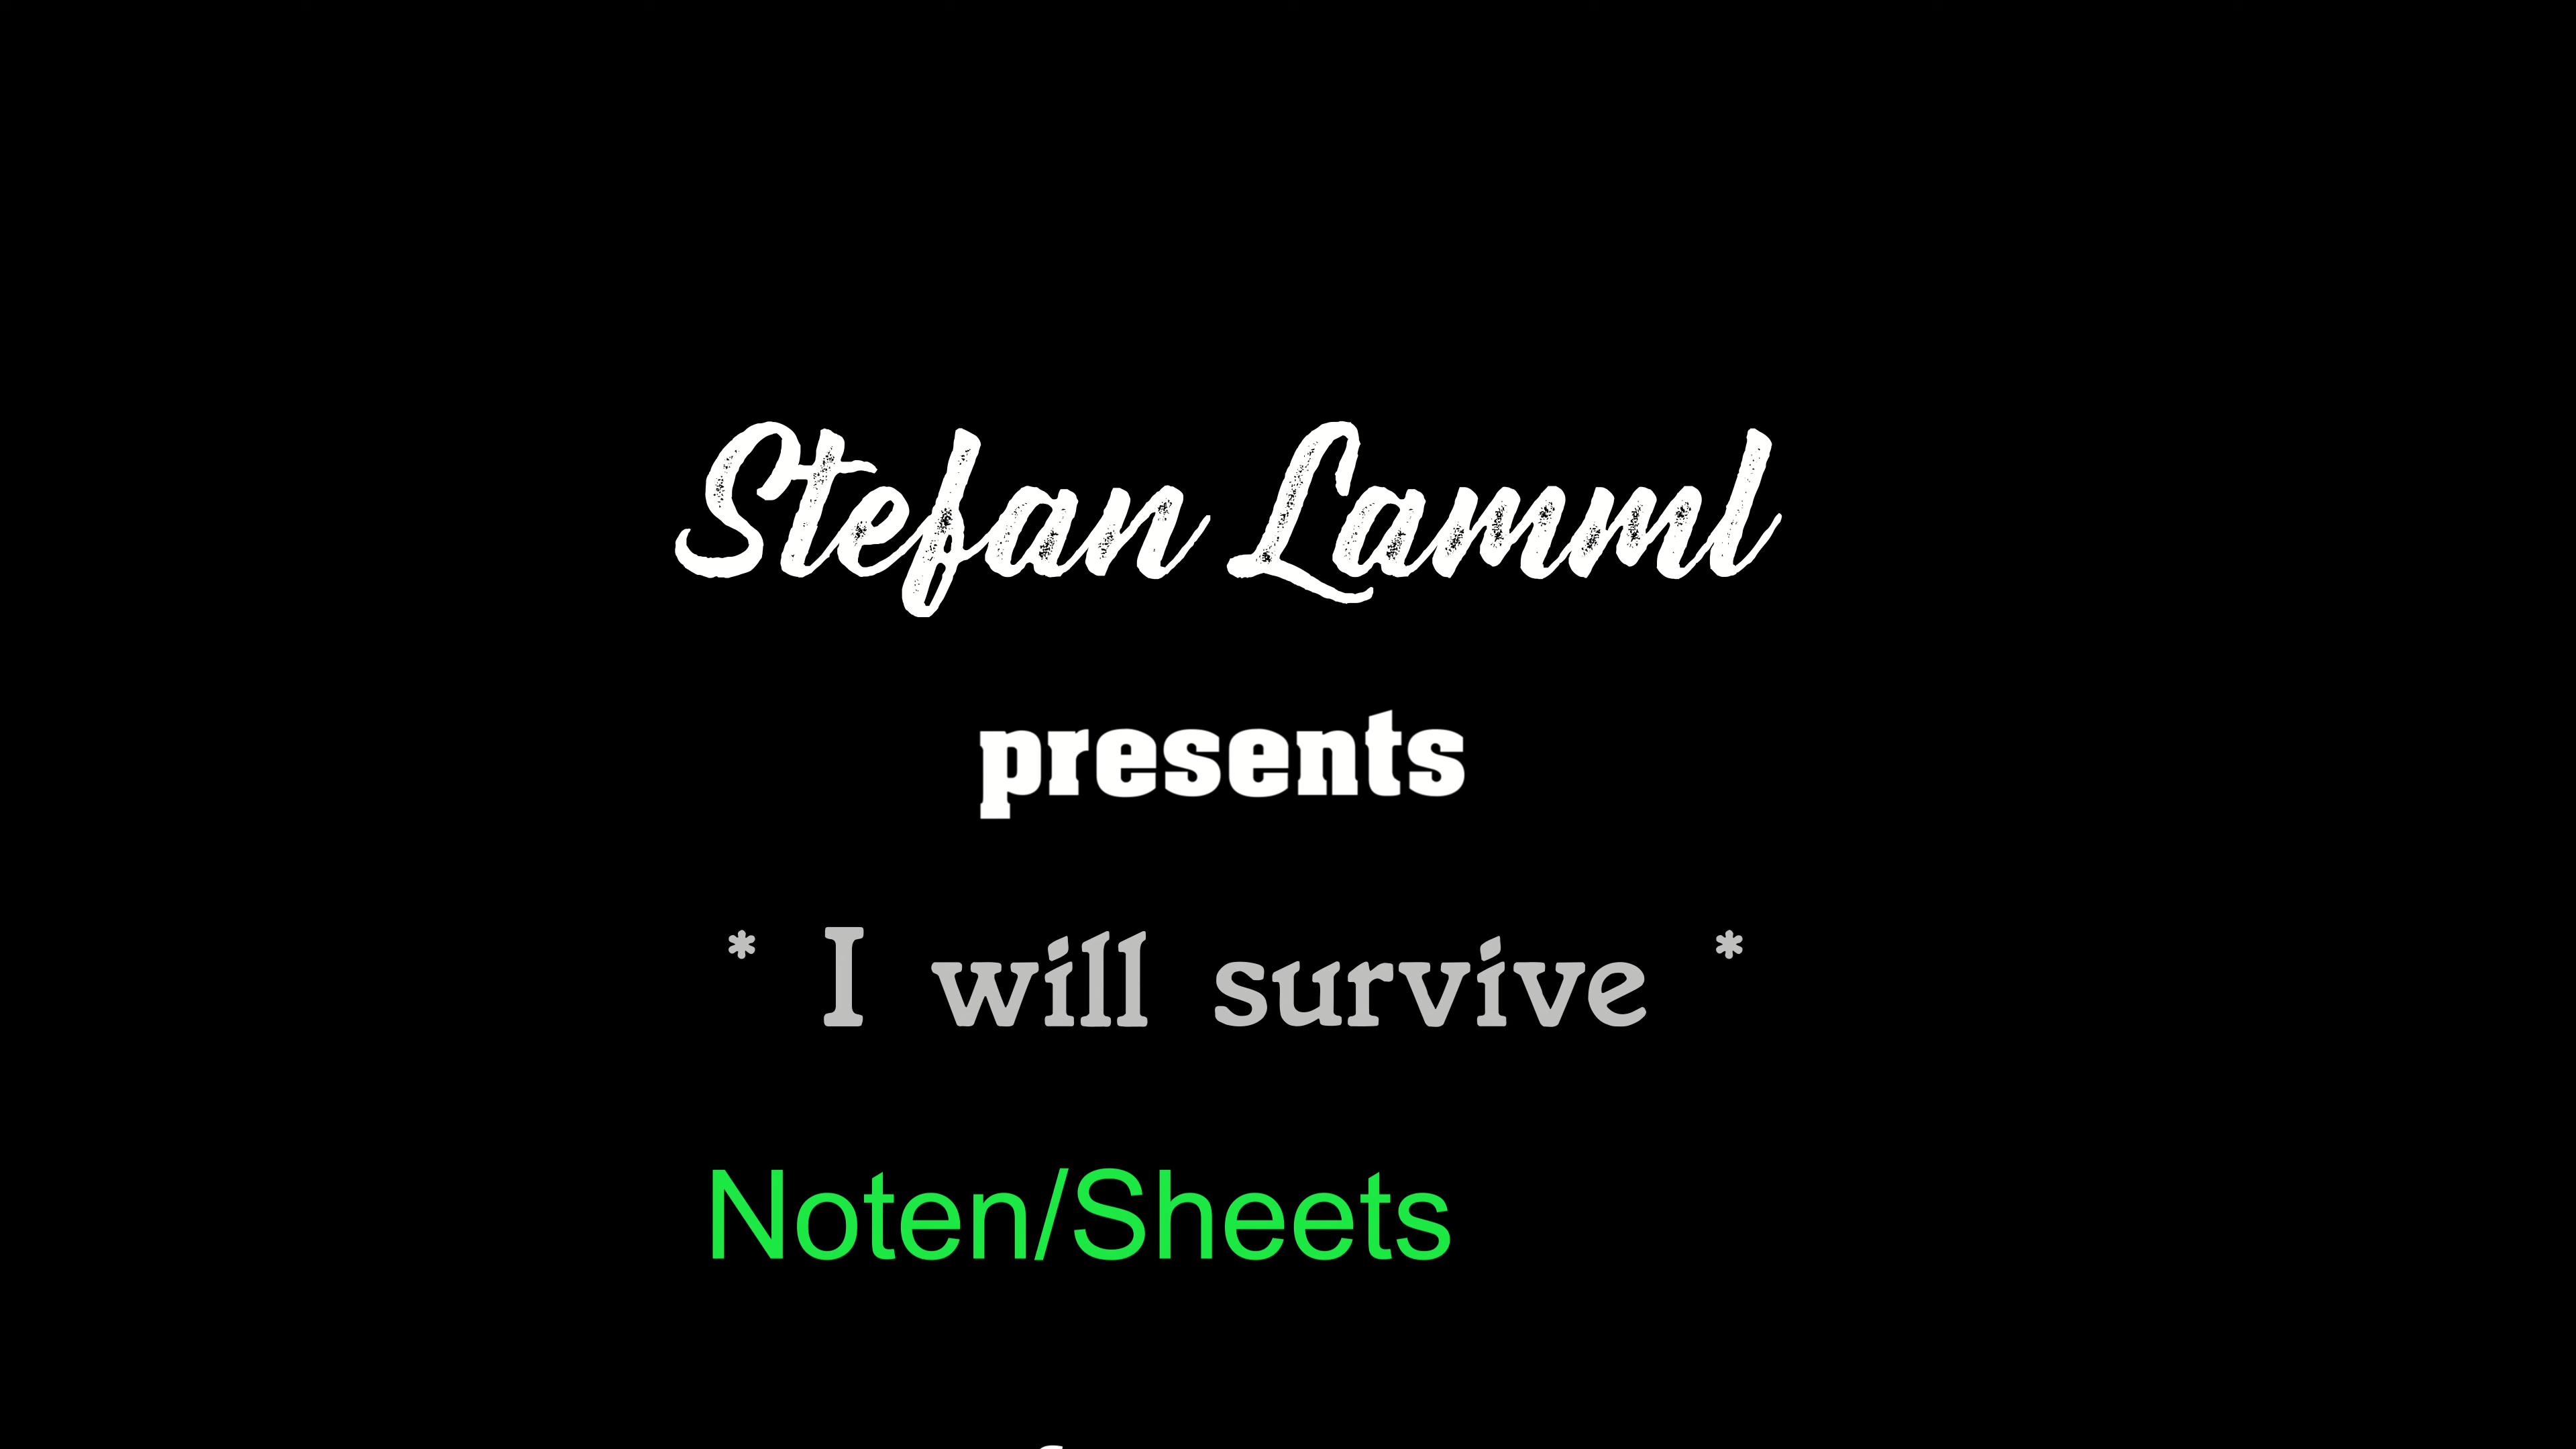 Stefan Lamml
presents
* I will survive *
Noten/Sheets